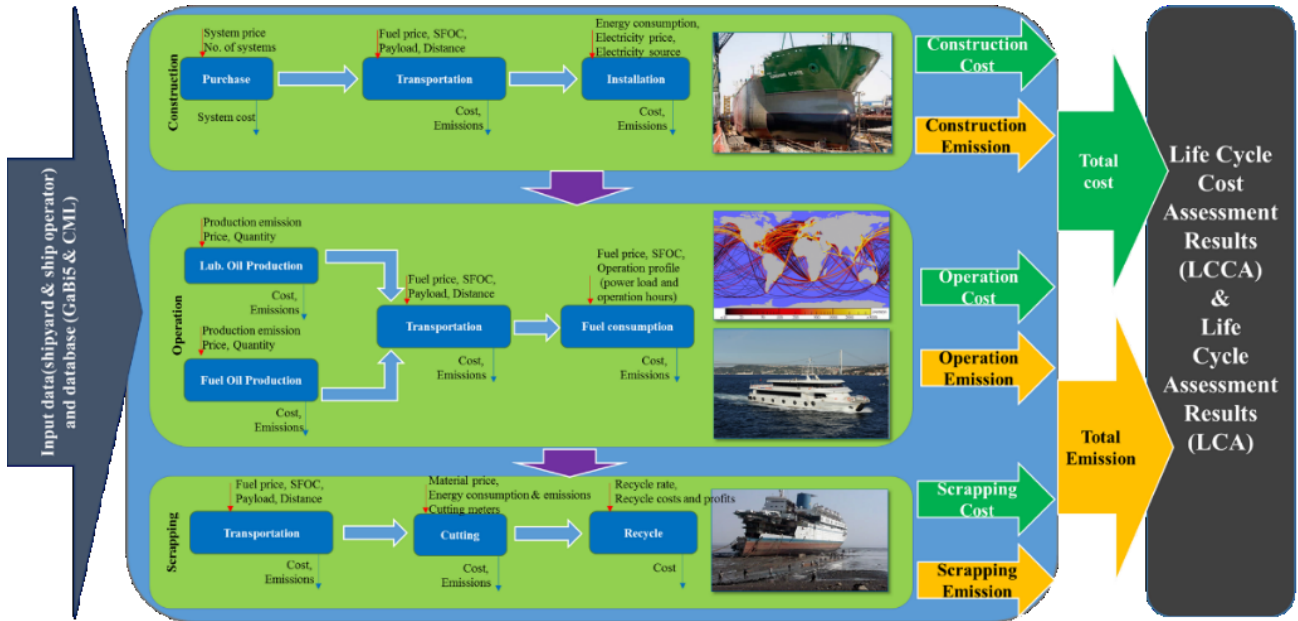 Input data(shipyard & ship operator)
and database (GaBi5 & CML)
Construction
System price
No. of systems
Purchase
System cost
Fuel price, SFOC,
Payload, Distance
Transportation
Cost,
Emissions
Energy consumption,
Electricity price,
Electricity source
Installation
Cost,
Emissions
Construction
Cost
Construction
Emission
Operation
Production emission
Price, Quantity
Lub. Oil Production
Cost,
Emissions
Production emission
Price, Quantity
Fuel Oil Production
Cost,
Emissions
Fuel price, SFOC,
Payload, Distance
Transportation
Cost,
Emissions
Fuel price, SFOC,
Operation profile
(power load and
operation hours)
Fuel consumption
Cost,
Emissions
Operation
Cost
Operation
Emission
Scrapping
Fuel price, SFOC,
Payload, Distance
Transportation
Cost,
Emissions
Material price,
Energy consumption & emissions
Cutting meters
Cutting
Cost,
Emissions
Recycle rate,
Recycle costs and profits
Recycle
Cost
Scrapping
Cost
Scrapping
Emission
Total
cost
Total
Emission
Life Cycle
Cost
Assessment
Results
(LCCA)
&
Life
Cycle
Assessment
Results
(LCA)